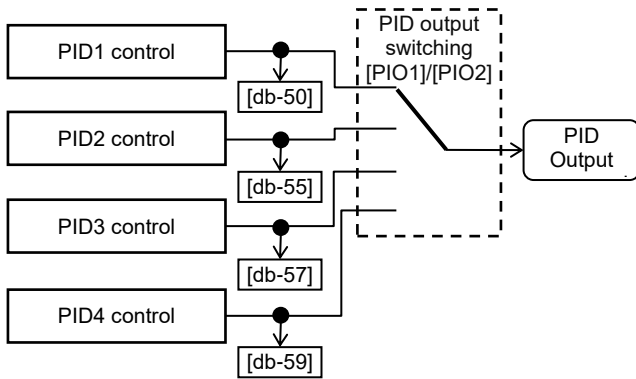 PID1 control
[db-50]
PID2 control
[db-55]
PID3 control
[db-57]
PID4 control
[db-59]
PID output
switching
[PIO1]/[PIO2]
PID
Output